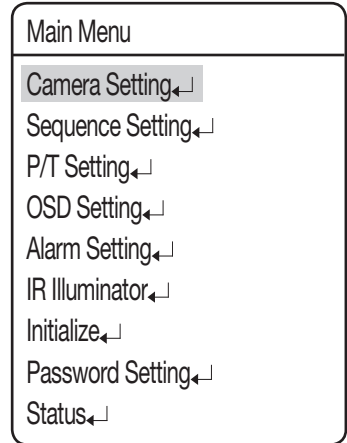 Main Menu
Camera Setting↵
Sequence Setting↵
P/T Setting↵
OSD Setting↵
Alarm Setting↵
IR Illuminator↵
Initialize↵
Password Setting↵
Status↵